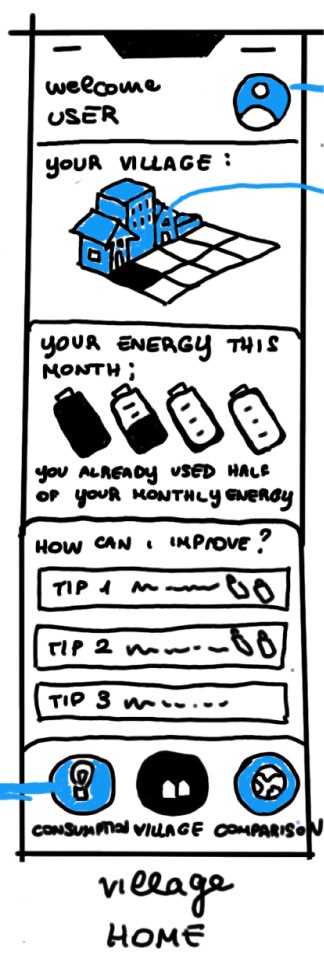 welcome
USER
YOUR VILLAGE :
YOUR ENERGY THIS
MONTH ;
YOU ALREADY USED HALF
OF YOUR MONTHLY ENERGY
HOW CAN I IMPROVE ?
TIP 1
TIP 2
TIP 3
CONSUMPTION VILLAGE COMPARISON
village
HOME